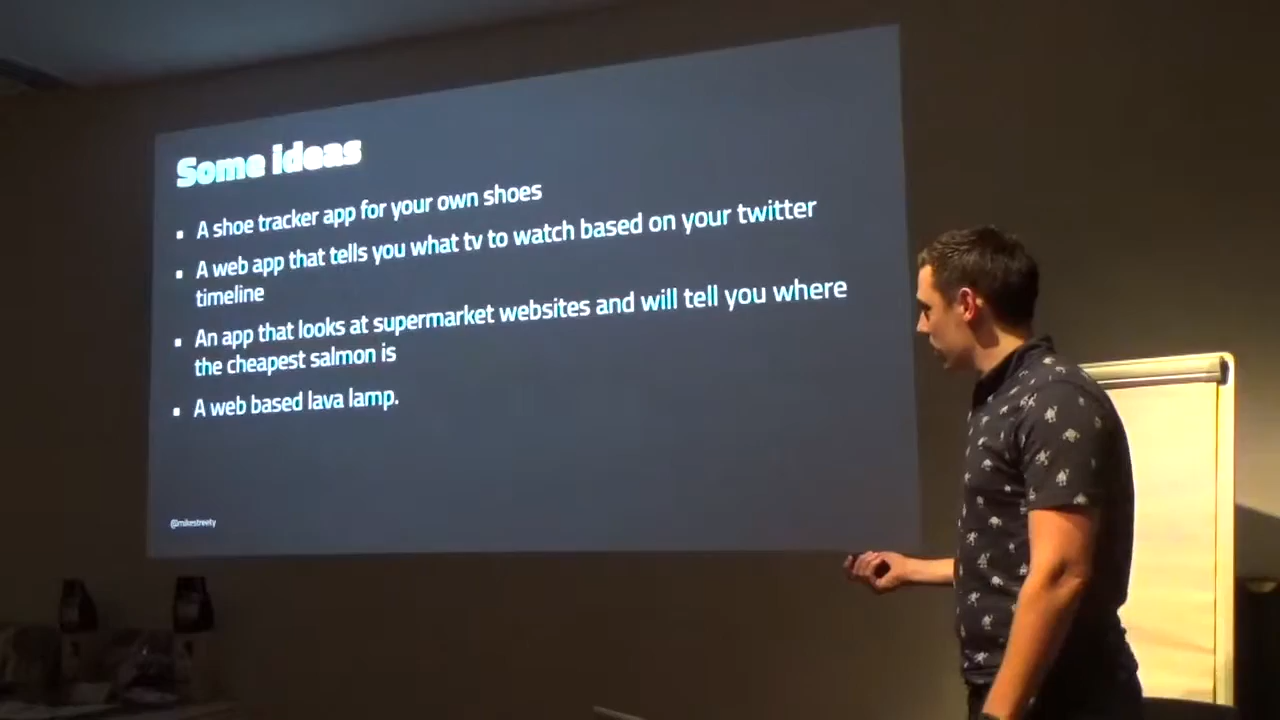 Some ideas
A shoe tracker app for your own shoes
A web app that tells you what tv to watch based on your twitter
timeline
An app that looks at supermarket websites and will tell you where
the cheapest salmon is
A web based lava lamp.
@mikestreety